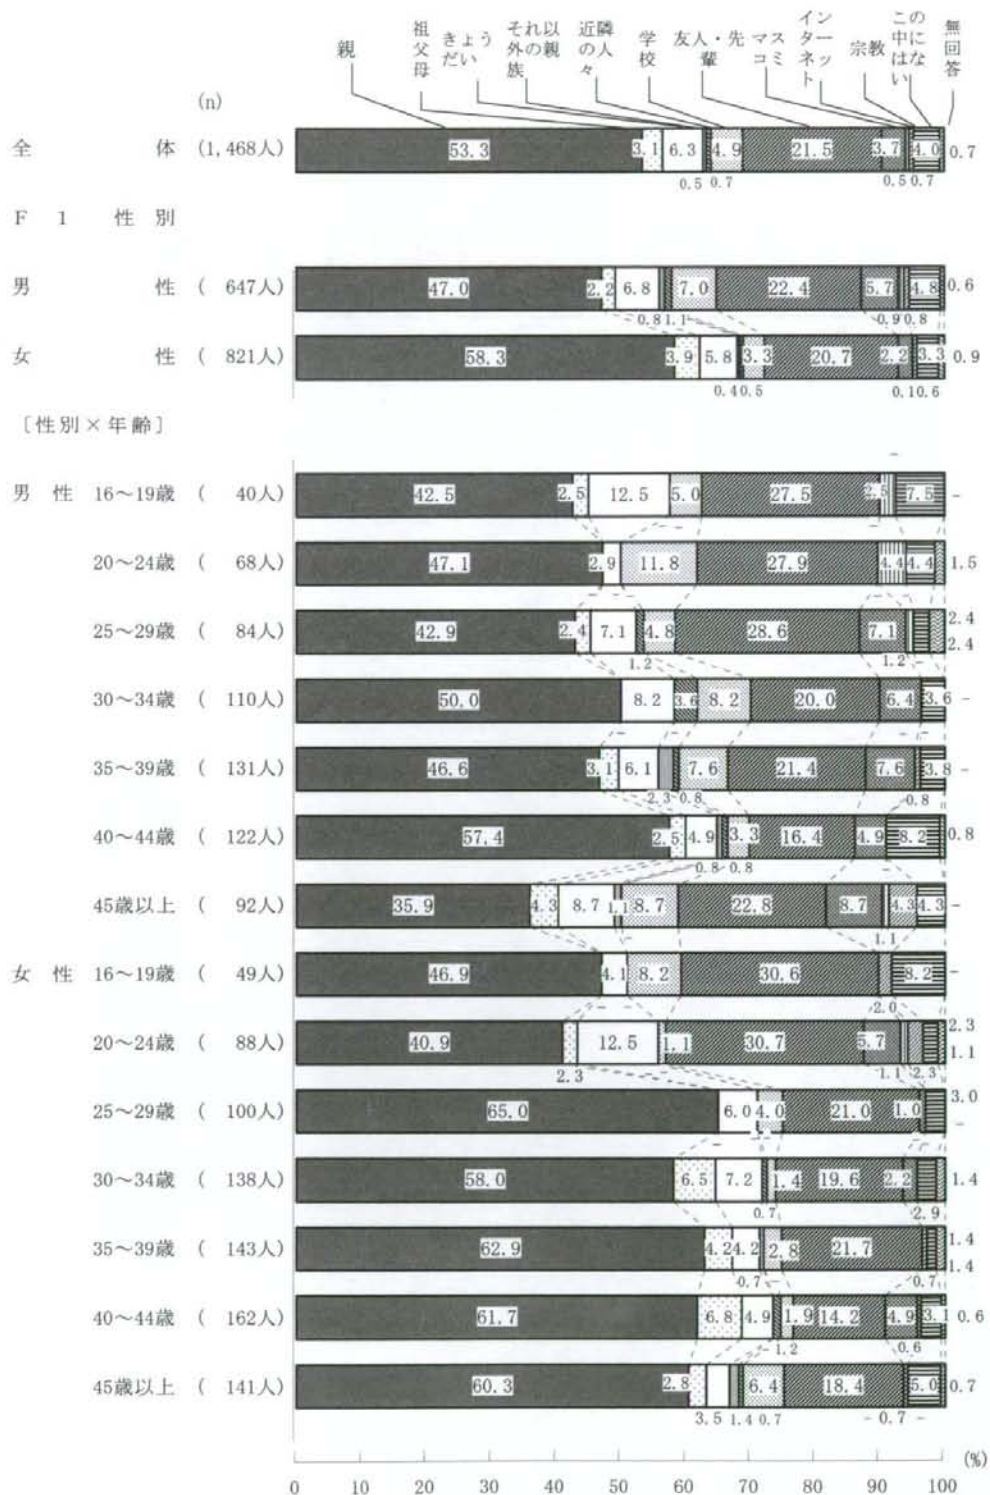 親
祖父母
きょうだい
それ以外の親族
近隣の人々
学校
友人・先輩
マスコミ
インターネット
宗教
この中にはない
無回答
(n)
全　　　体 (1,468人) 53.3 3.1 6.3 4.9 21.5 3.7 4.0 0.7
0.5 0.7 0.5 0.7
F 1 性別
男　　　性 ( 647人) 47.0 2.2 6.8 7.0 22.4 5.7 4.8 0.6
0.8 1.1 0.9 0.8
女　　　性 ( 821人) 58.3 3.9 5.8 3.3 20.7 2.2 3.3 0.9
0.4 0.5 0.1 0.6
〔性別×年齢〕
男性 16～19歳 ( 40人) 42.5 2.5 12.5 5.0 27.5 2.5 7.5 -
20～24歳 ( 68人) 47.1 2.9 11.8 27.9 4.4 4.4 1.5
25～29歳 ( 84人) 42.9 2.4 7.1 4.8 28.6 7.1 2.4
1.2 1.2 2.4
30～34歳 ( 110人) 50.0 8.2 3.6 8.2 20.0 6.4 3.6 -
35～39歳 ( 131人) 46.6 3.1 6.1 7.6 21.4 7.6 3.8 -
2.3 0.8 0.8
40～44歳 ( 122人) 57.4 2.5 4.9 3.3 16.4 4.9 8.2 0.8
0.8 0.8
45歳以上 ( 92人) 35.9 4.3 8.7 1.1 8.7 22.8 8.7 4.3 4.3 -
1.1
女性 16～19歳 ( 49人) 46.9 4.1 8.2 30.6 8.2 -
2.0
20～24歳 ( 88人) 40.9 12.5 1.1 30.7 5.7 2.3
2.3 1.1 2.3 1.1
25～29歳 ( 100人) 65.0 6.0 4.0 21.0 1.0 3.0
-
30～34歳 ( 138人) 58.0 6.5 7.2 1.4 19.6 2.2 1.4
0.7 2.9
35～39歳 ( 143人) 62.9 4.2 4.2 2.8 21.7 1.4
0.7 0.7 1.4
40～44歳 ( 162人) 61.7 6.8 4.9 1.9 14.2 4.9 3.1 0.6
1.2 0.6
45歳以上 ( 141人) 60.3 2.8 6.4 18.4 5.0 0.7
3.5 1.4 0.7 - 0.7 -
(%)
0 10 20 30 40 50 60 70 80 90 100